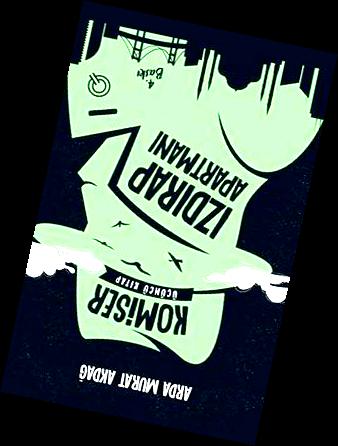 ARDA MURAT AKDAĞ
KOMİSER
ÜÇÜNCÜ KİTAP
IZDIRAP
APARTMANI
4. Baskı